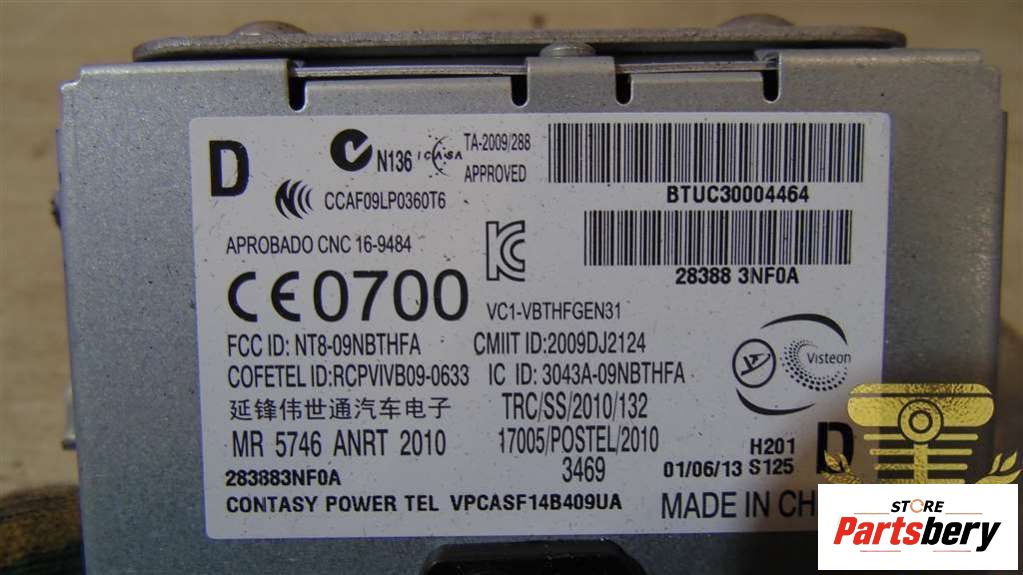 D
N136
ICASA
TA-2009/288
APPROVED
CCAF09LP0360T6
BTUC30004464
APROBADO CNC 16-9484
28388 3NF0A
CE0700
VC1-VBTHFGEN31
FCC ID: NT8-09NBTHFA
CMIIT ID:2009DJ2124
COFETEL ID:RCPVIVB09-0633
IC ID: 3043A-09NBTHFA
Visteon
延锋伟世通汽车电子
TRC/SS/2010/132
MR 5746 ANRT 2010
17005/POSTEL/2010
283883NF0A
3469
01/06/13
H201
S125
D
CONTASY POWER TEL VPCASF14B409UA
MADE IN CH
STORE
Partsbery